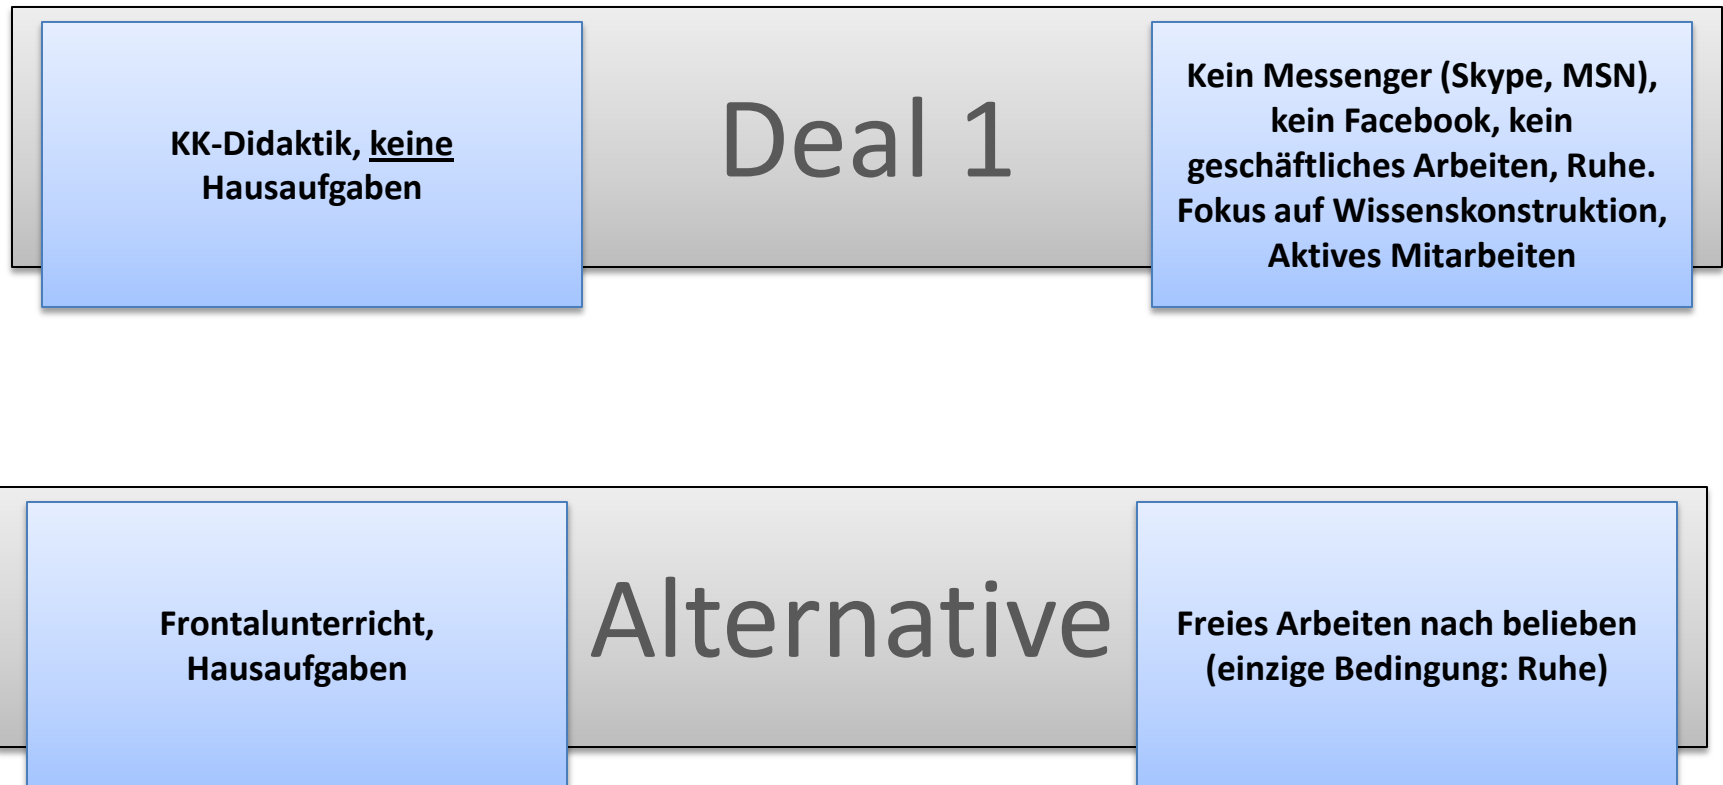 KK-Didaktik, keine
Hausaufgaben
Deal 1
Kein Messenger (Skype, MSN),
kein Facebook, kein
geschäftliches Arbeiten, Ruhe.
Fokus auf Wissenskonstruktion,
Aktives Mitarbeiten
Frontalunterricht,
Hausaufgaben
Alternative
Freies Arbeiten nach belieben
(einzige Bedingung: Ruhe)